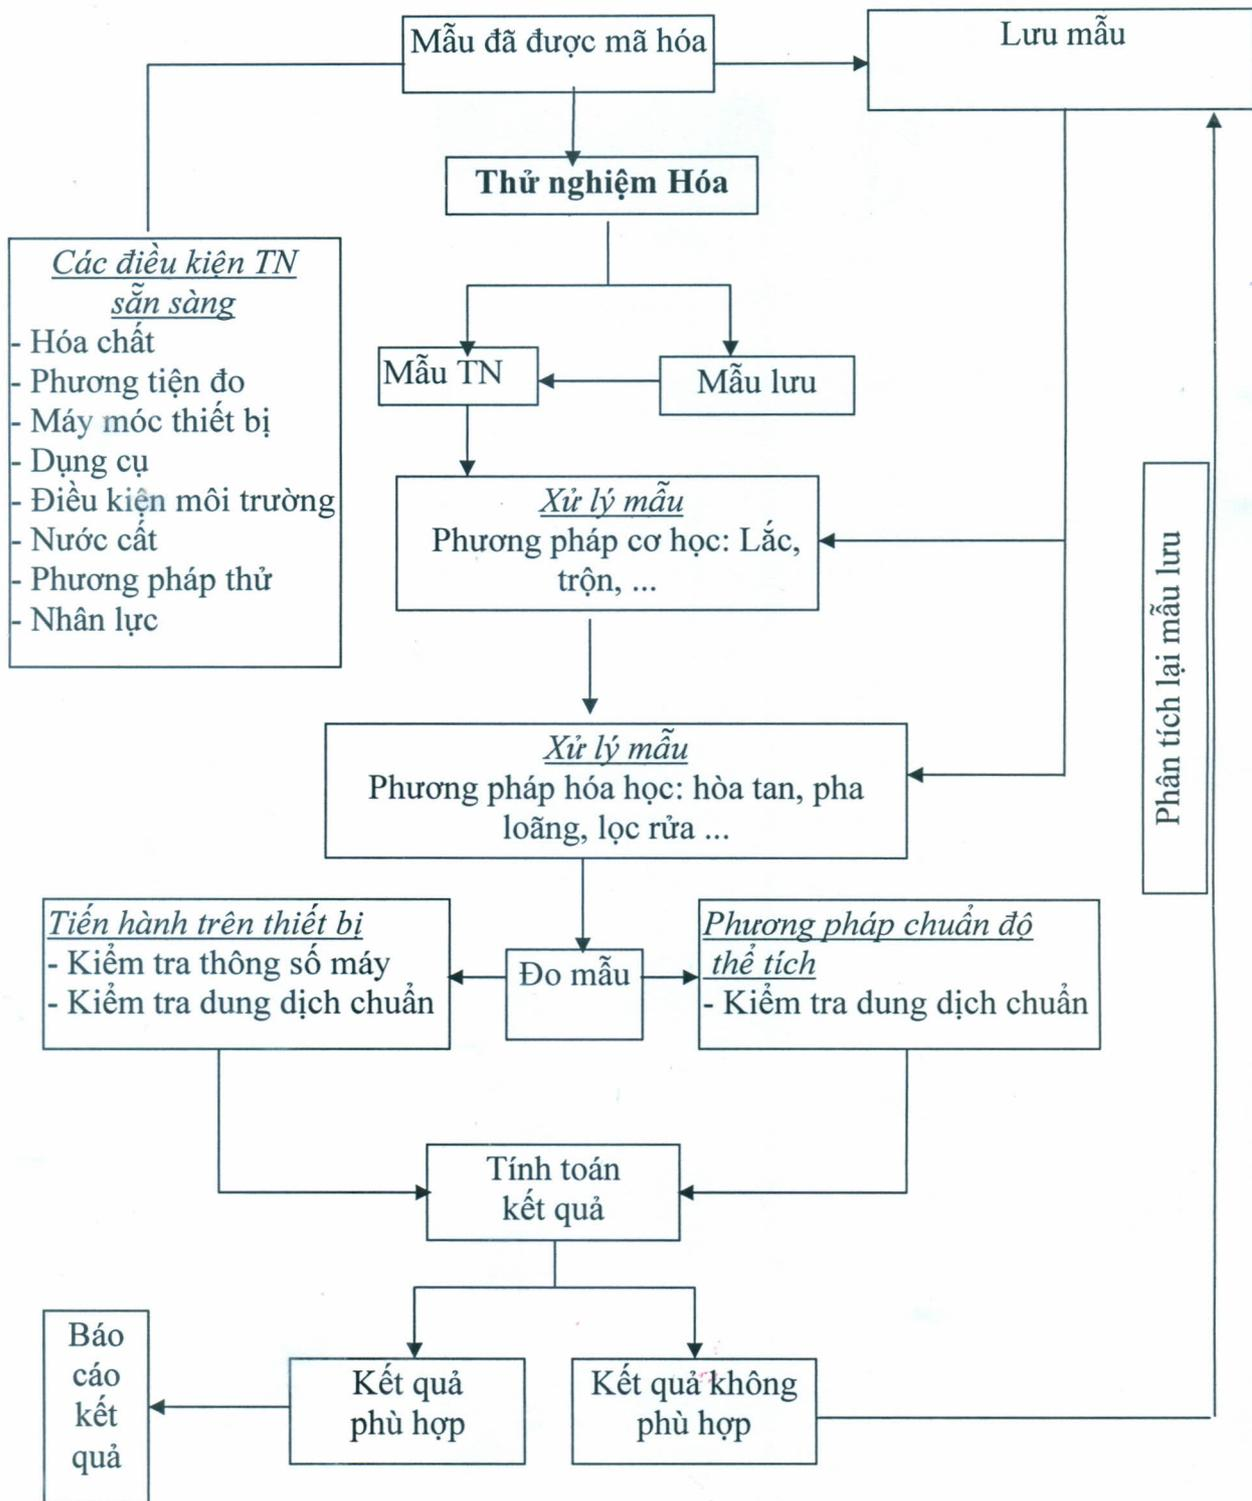 Mẫu đã được mã hóa
Lưu mẫu
Thử nghiệm Hóa
Các điều kiện TN
sẵn sàng
- Hóa chất
- Phương tiện đo
- Máy móc thiết bị
- Dụng cụ
- Điều kiện môi trường
- Nước cất
- Phương pháp thử
- Nhân lực
Mẫu TN
Mẫu lưu
Xử lý mẫu
Phương pháp cơ học: Lắc,
trộn, ...
Phân tích lại mẫu lưu
Xử lý mẫu
Phương pháp hóa học: hòa tan, pha
loãng, lọc rửa ...
Tiến hành trên thiết bị
- Kiểm tra thông số máy
- Kiểm tra dung dịch chuẩn
Đo mẫu
Phương pháp chuẩn độ
thể tích
- Kiểm tra dung dịch chuẩn
Tính toán
kết quả
Báo
cáo
kết
quả
Kết quả
phù hợp
Kết quả không
phù hợp